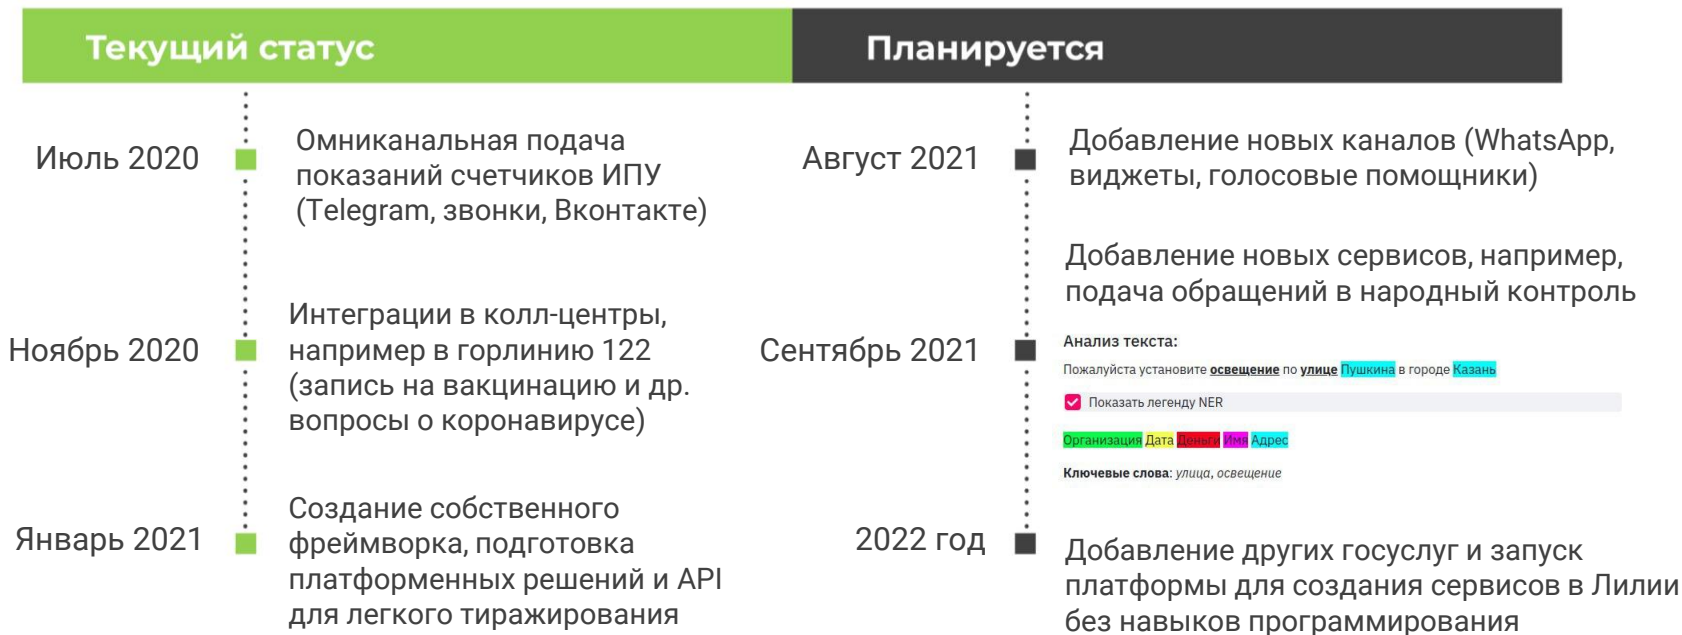 Текущий статус
Планируется
Июль 2020
Омниканальная подача
показаний счетчиков ИПУ
(Telegram, звонки, Вконтакте)
Ноябрь 2020
Интеграции в колл-центры,
например в горлинию 122
(запись на вакцинацию и др.
вопросы о коронавирусе)
Январь 2021
Создание собственного
фреймворка, подготовка
платформенных решений и API
для легкого тиражирования
Август 2021
Добавление новых каналов (WhatsApp,
виджеты, голосовые помощники)
Сентябрь 2021
Добавление новых сервисов, например,
подача обращений в народный контроль
Анализ текста:
Пожалуйста установите освещение по улице Пушкина в городе Казань
Показать легенду NER
Организация Дата Деньги Имя Адрес
Ключевые слова: улица, освещение
2022 год
Добавление других госуслуг и запуск
платформы для создания сервисов в Лилии
без навыков программирования